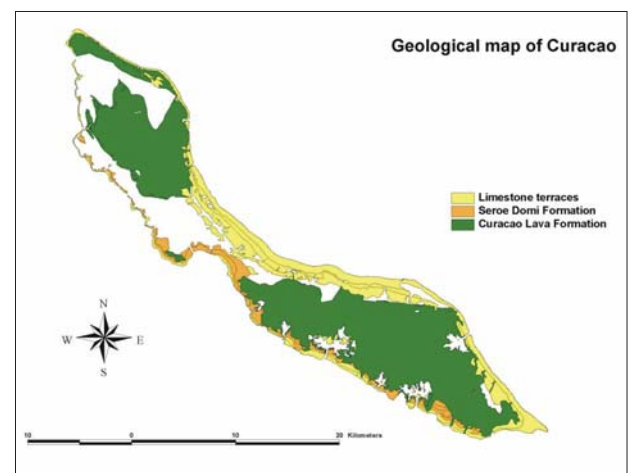 Geological map of Curacao
Limestone terraces
Seroe Domi Formation
Curacao Lava Formation
N
W E
S
10 0 10 20 Kilometers